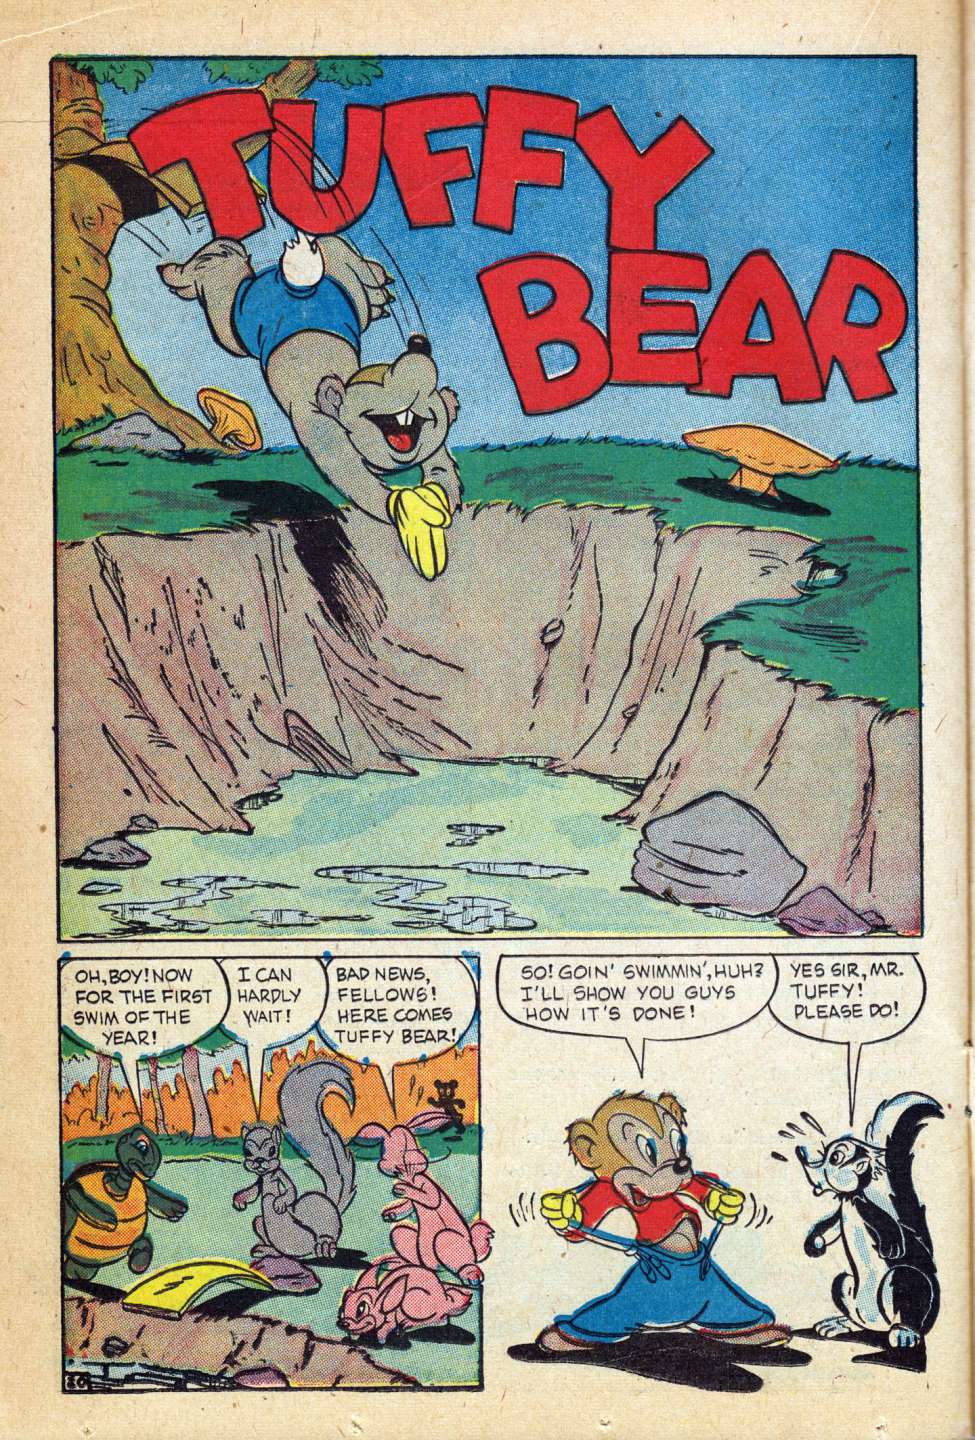 TUFFY
BEAR
OH, BOY! NOW
FOR THE FIRST
SWIM OF THE
YEAR!
I CAN
HARDLY
WAIT!
BAD NEWS,
FELLOWS!
HERE COMES
TUFFY BEAR!
SO! GOIN' SWIMMIN', HUH?
I'LL SHOW YOU GUYS
HOW IT'S DONE!
YES SIR, MR.
TUFFY!
PLEASE DO!